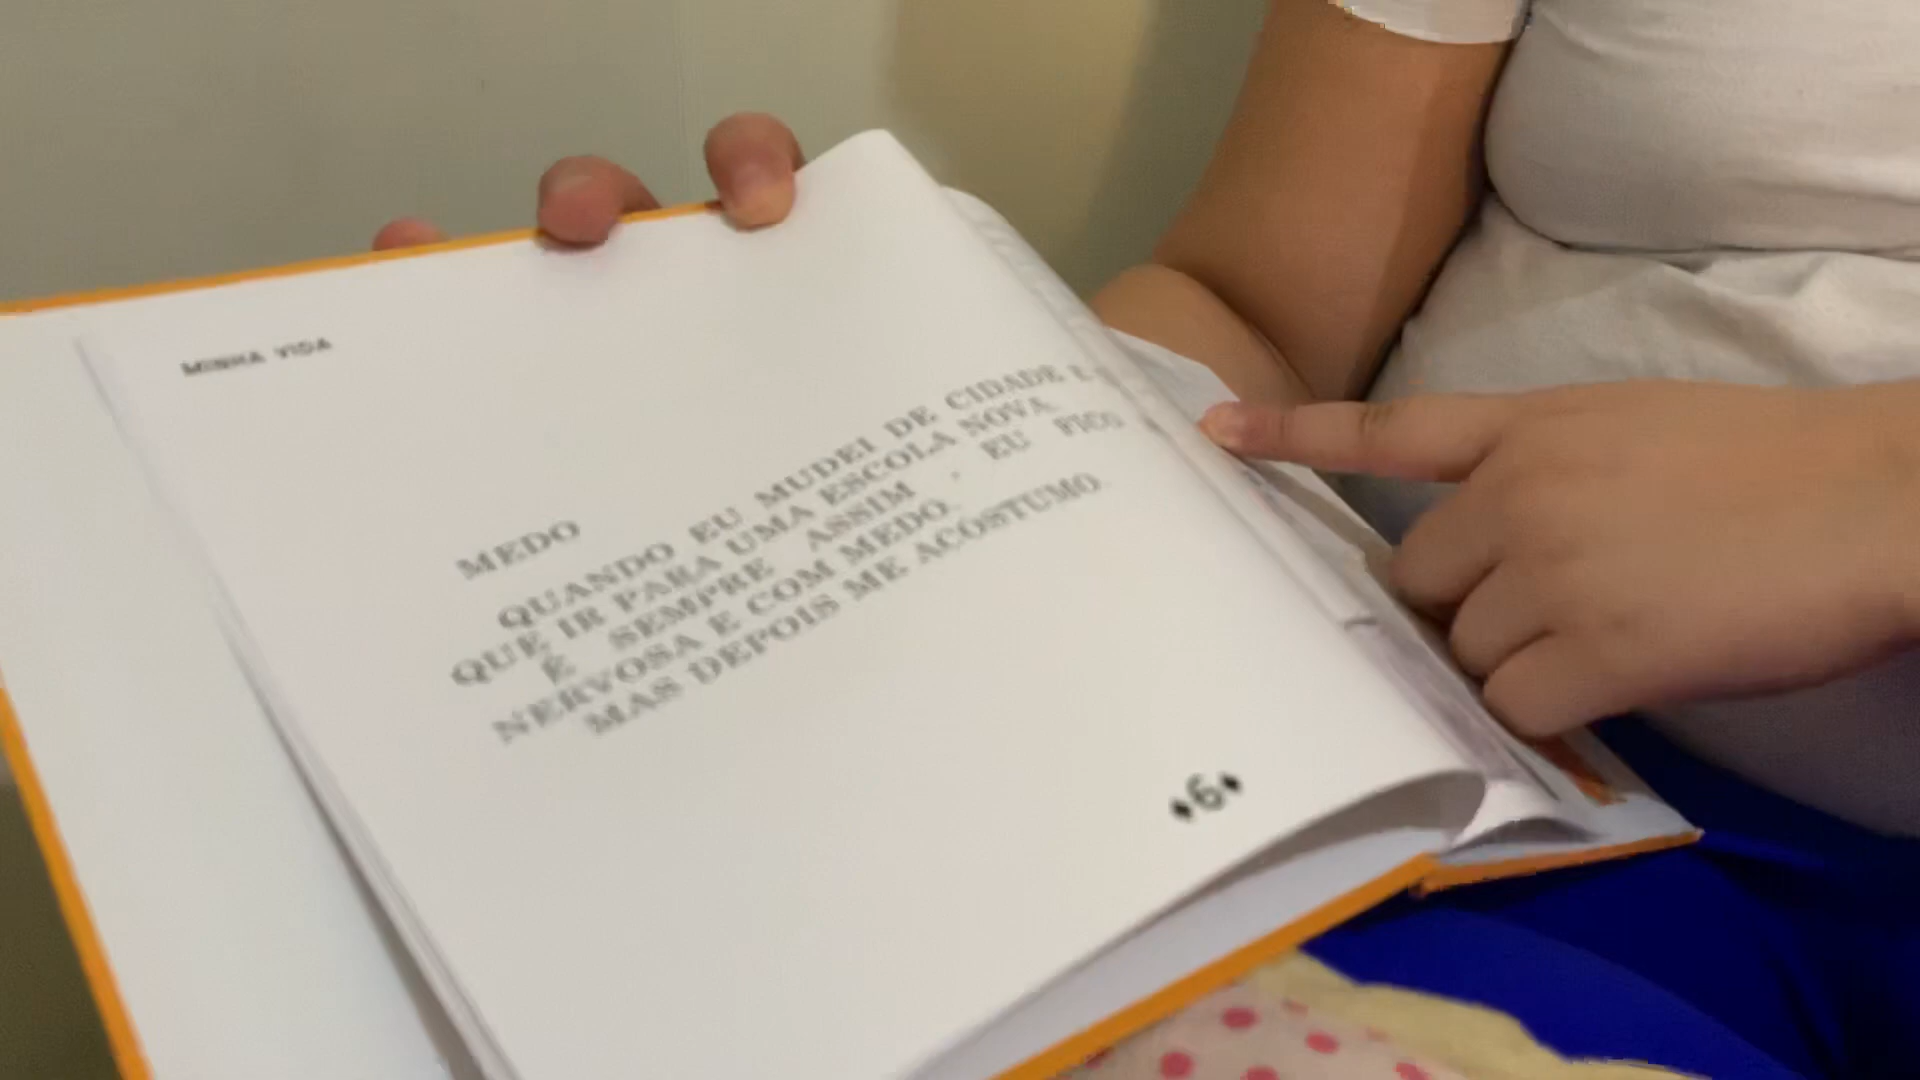 MINHA VIDA
MEDO
QUANDO EU MUDEI DE CIDADE E
QUE IR PARA UMA ESCOLA NOVA
É SEMPRE ASSIM . EU FICO
NERVOSA E COM MEDO.
MAS DEPOIS ME ACOSTUMO.
♦6♦